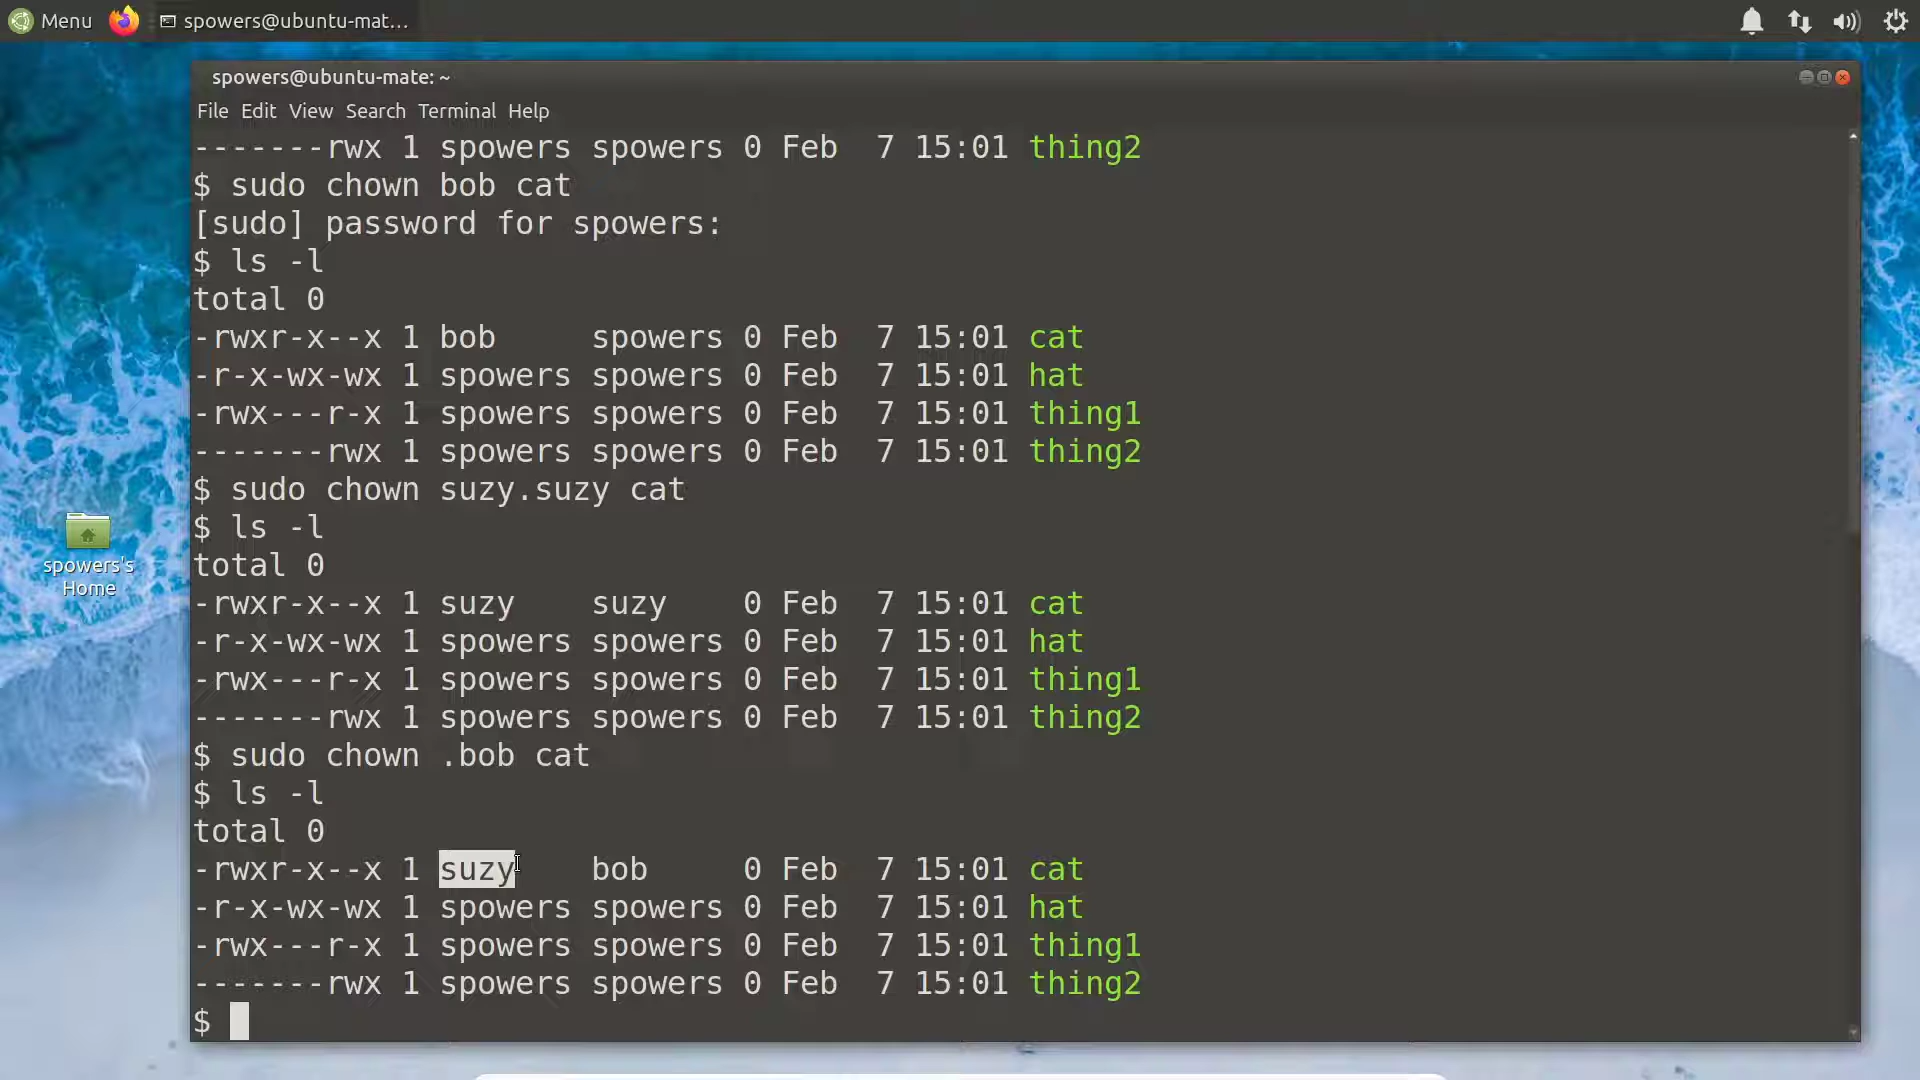 Menu spowers@ubuntu-mat...
spowers@ubuntu-mate: ~
File Edit View Search Terminal Help
-------rwx 1 spowers spowers 0 Feb  7 15:01 thing2
$ sudo chown bob cat
[sudo] password for spowers:
$ ls -l
total 0
-rwxr-x--x 1 bob     spowers 0 Feb  7 15:01 cat
-r-x-wx-wx 1 spowers spowers 0 Feb  7 15:01 hat
-rwx---r-x 1 spowers spowers 0 Feb  7 15:01 thing1
-------rwx 1 spowers spowers 0 Feb  7 15:01 thing2
$ sudo chown suzy.suzy cat
$ ls -l
total 0
-rwxr-x--x 1 suzy    suzy    0 Feb  7 15:01 cat
-r-x-wx-wx 1 spowers spowers 0 Feb  7 15:01 hat
-rwx---r-x 1 spowers spowers 0 Feb  7 15:01 thing1
-------rwx 1 spowers spowers 0 Feb  7 15:01 thing2
$ sudo chown .bob cat
$ ls -l
total 0
-rwxr-x--x 1 suzy    bob     0 Feb  7 15:01 cat
-r-x-wx-wx 1 spowers spowers 0 Feb  7 15:01 hat
-rwx---r-x 1 spowers spowers 0 Feb  7 15:01 thing1
-------rwx 1 spowers spowers 0 Feb  7 15:01 thing2
$
spowers's
Home